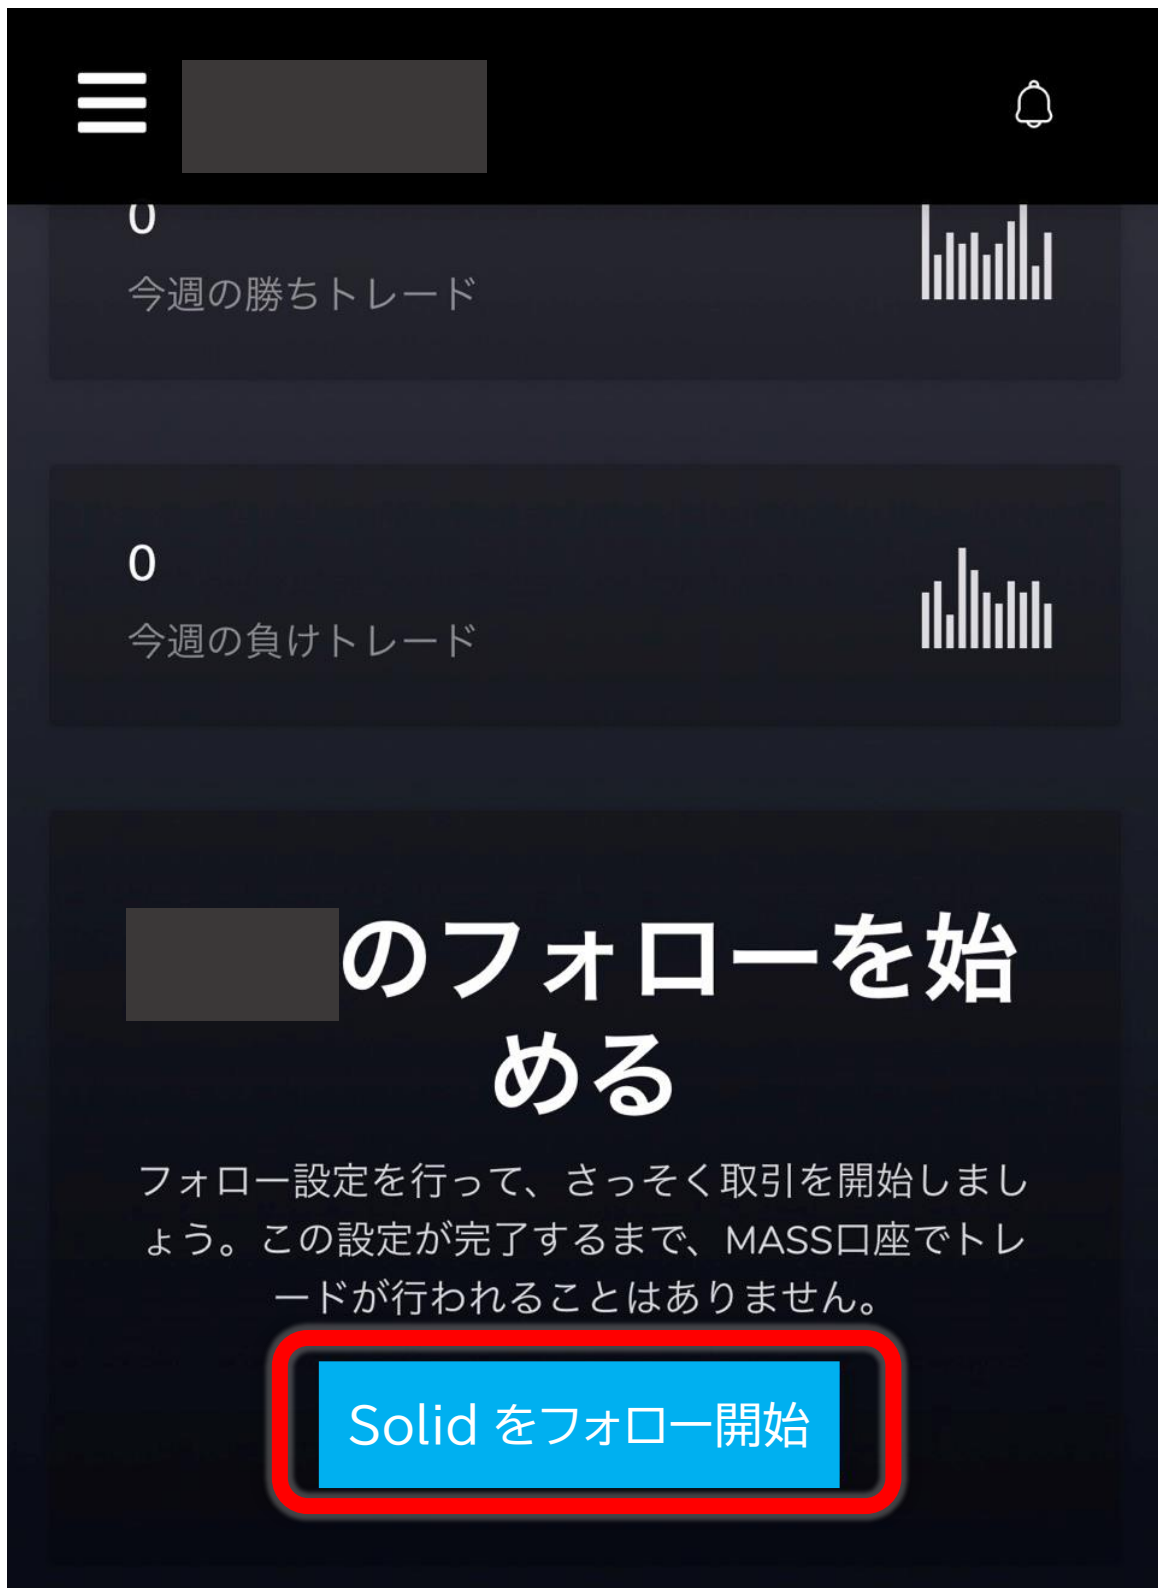 0
今週の勝ちトレード
0
今週の負けトレード
のフォローを始
める
フォロー設定を行って、さっそく取引を開始しまし
ょう。この設定が完了するまで、MASS口座でトレ
ードが行われることはありません。
Solid をフォロー開始